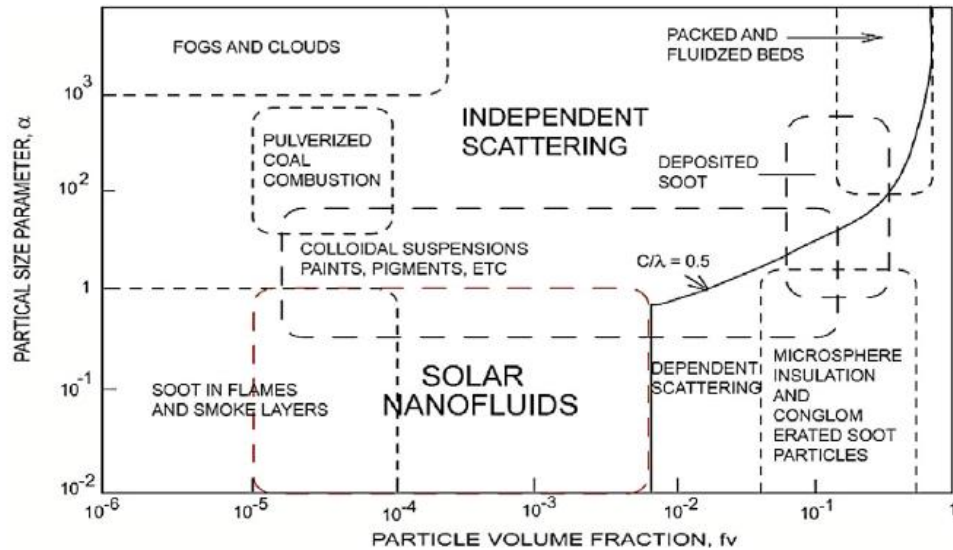 FOGS AND CLOUDS
PACKED AND
FLUIDZED BEDS
10³
INDEPENDENT
SCATTERING
PULVERIZED
COAL
COMBUSTION
DEPOSITED
SOOT
10²
COLLOIDAL SUSPENSIONS
PAINTS, PIGMENTS, ETC
C/λ = 0.5
1
PARTICAL SIZE PARAMETER, α
SOLAR
NANOFLUIDS
DEPENDENT
SCATTERING
MICROSPHERE
INSULATION
AND
CONGLOM
ERATED SOOT
PARTICLES
10⁻¹
SOOT IN FLAMES
AND SMOKE LAYERS
10⁻²
10⁻⁶
10⁻⁵
10⁻⁴
10⁻³
10⁻²
10⁻¹
1
PARTICLE VOLUME FRACTION, fv